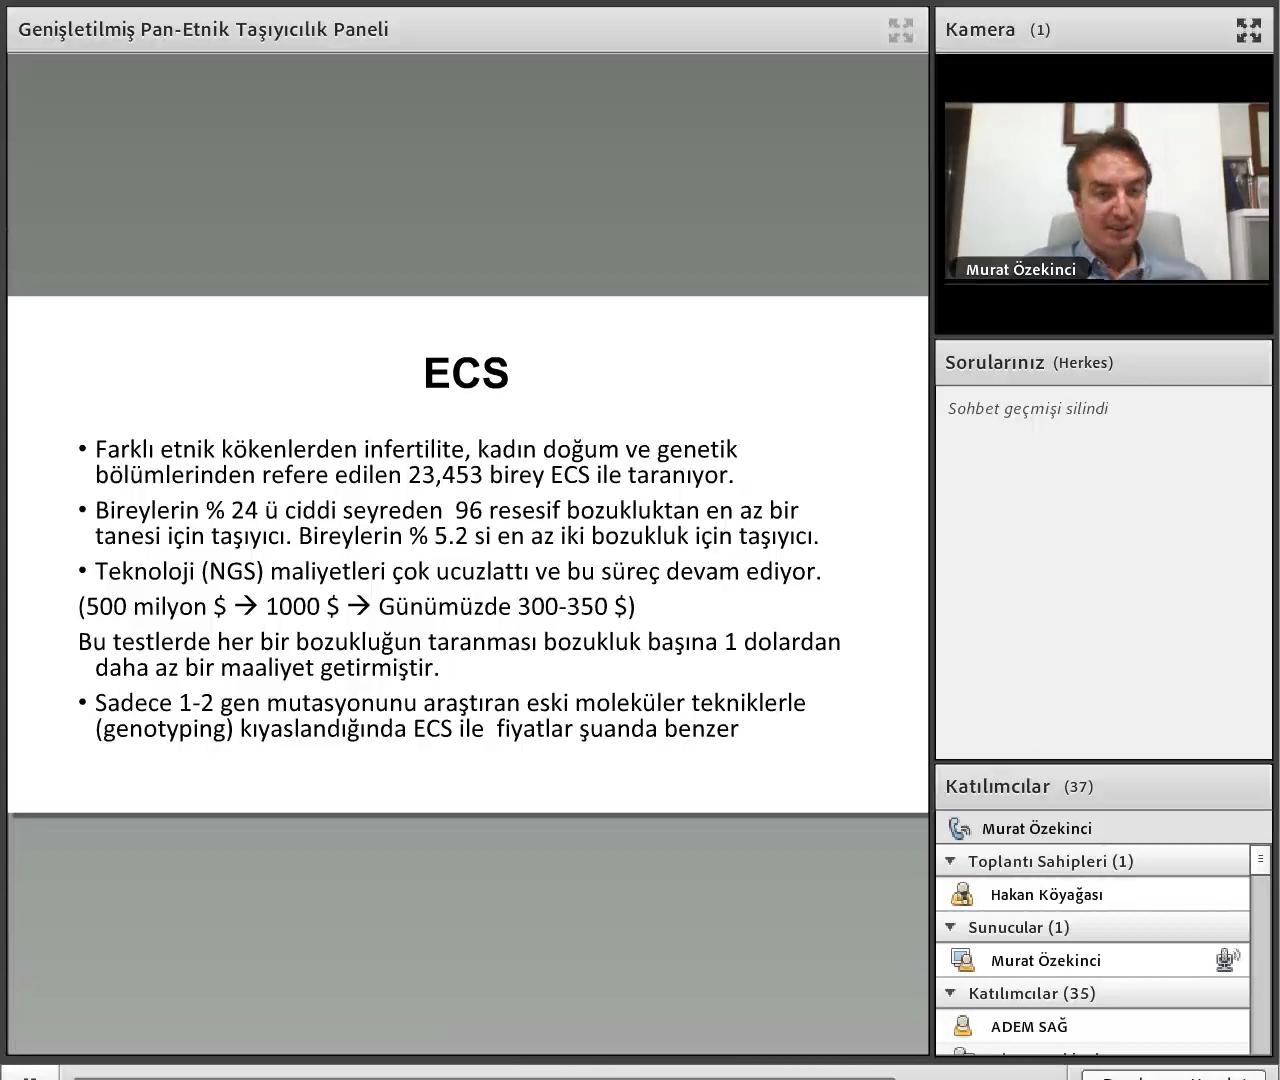 Genişletilmiş Pan-Etnik Taşıyıcılık Paneli
ECS
• Farklı etnik kökenlerden infertilite, kadın doğum ve genetik
bölümlerinden refere edilen 23,453 birey ECS ile taranıyor.
• Bireylerin % 24 ü ciddi seyreden  96 resesif bozukluktan en az bir
tanesi için taşıyıcı. Bireylerin % 5.2 si en az iki bozukluk için taşıyıcı.
• Teknoloji (NGS) maliyetleri çok ucuzlattı ve bu süreç devam ediyor.
(500 milyon $ → 1000 $ → Günümüzde 300-350 $)
Bu testlerde her bir bozukluğun taranması bozukluk başına 1 dolardan
daha az bir maaliyet getirmiştir.
• Sadece 1-2 gen mutasyonunu araştıran eski moleküler tekniklerle
(genotyping) kıyaslandığında ECS ile  fiyatlar şuanda benzer
Kamera (1)
Murat Özekinci
Sorularınız (Herkes)
Sohbet geçmişi silindi
Katılımcılar (37)
Murat Özekinci
Toplantı Sahipleri (1)
Hakan Köyağası
Sunucular (1)
Murat Özekinci
Katılımcılar (35)
ADEM SAĞ